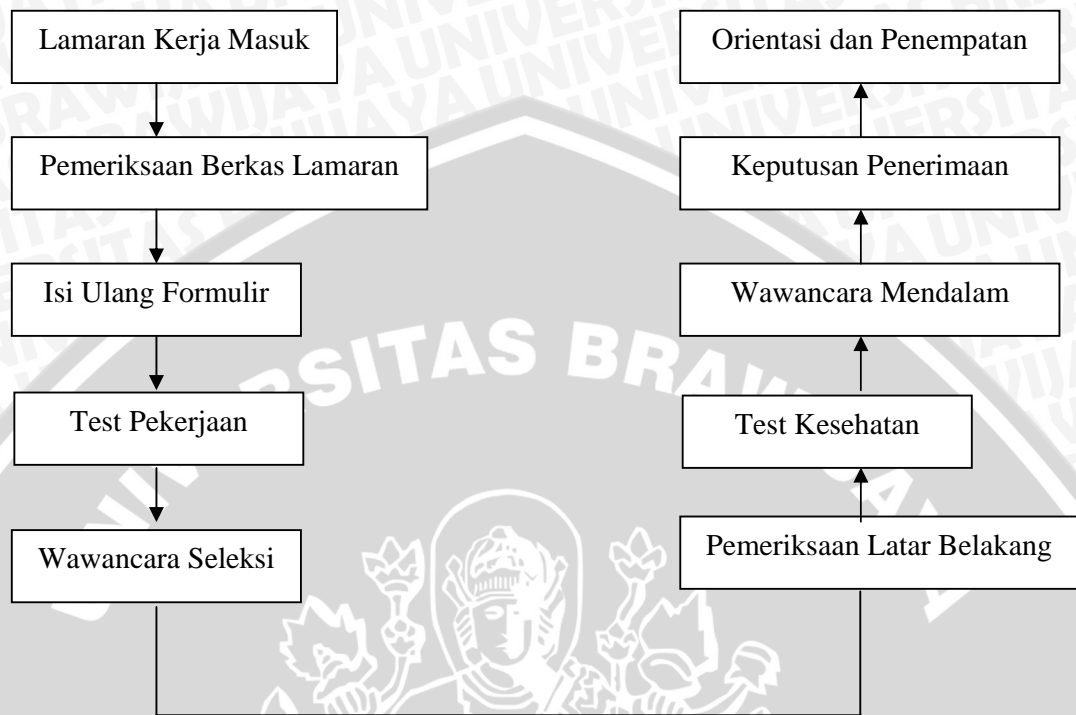 Lamaran Kerja Masuk
Pemeriksaan Berkas Lamaran
Isi Ulang Formulir
Test Pekerjaan
Wawancara Seleksi
Pemeriksaan Latar Belakang
Test Kesehatan
Wawancara Mendalam
Keputusan Penerimaan
Orientasi dan Penempatan